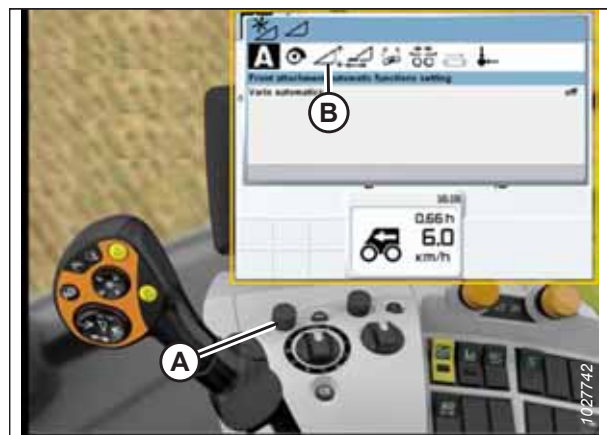 A
Front attachment automatic functions setting
Vario automatic
off
B
0.66 h
6.0
km/h
A
1027742